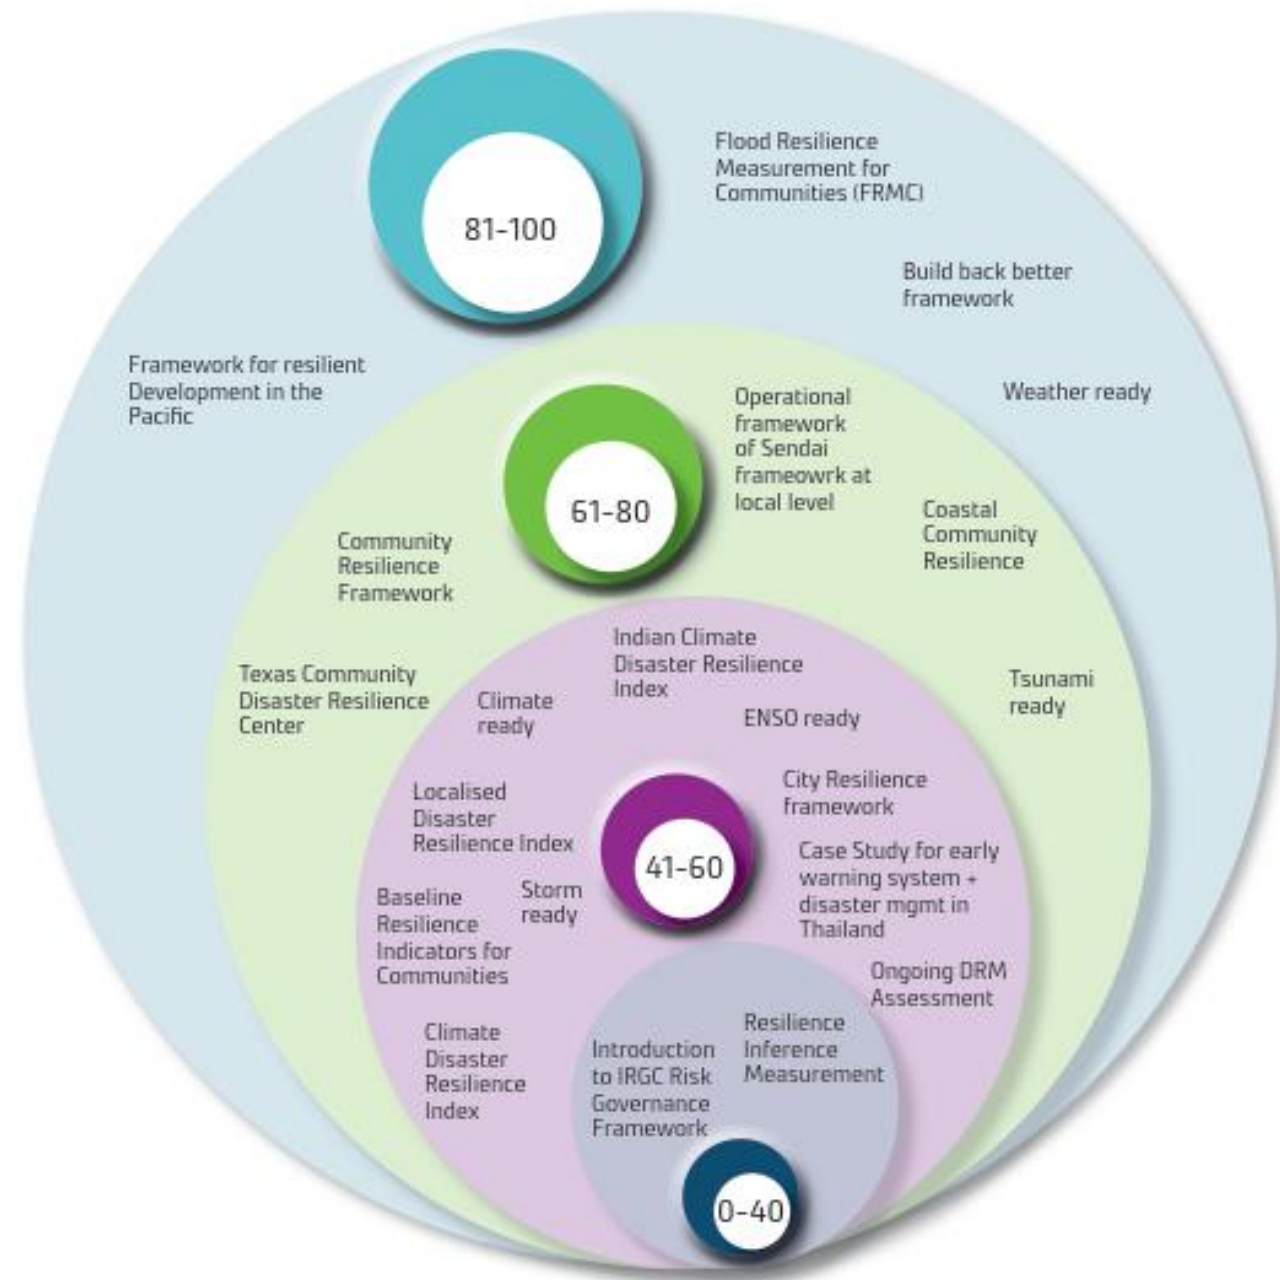 81-100
Flood Resilience
Measurement for
Communities (FRMC)
Build back better
framework
Framework for resilient
Development in the
Pacific
Weather ready
61-80
Operational
framework
of Sendai
frameowrk at
local level
Coastal
Community
Resilience
Community
Resilience
Framework
Texas Community
Disaster Resilience
Center
Tsunami
ready
Indian Climate
Disaster Resilience
Index
Climate
ready
ENSO ready
City Resilience
framework
Localised
Disaster
Resilience Index
41-60
Case Study for early
warning system +
disaster mgmt in
Thailand
Baseline
Resilience
Indicators for
Communities
Storm
ready
Ongoing DRM
Assessment
Climate
Disaster
Resilience
Index
Introduction
to IRGC Risk
Governance
Framework
Resilience
Inference
Measurement
0-40